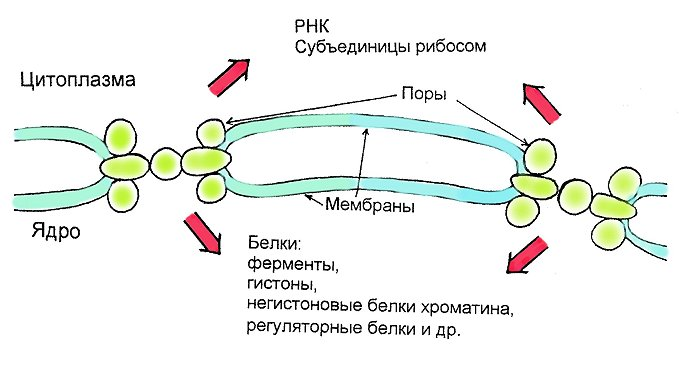 РНК
Субъединицы рибосом
Цитоплазма
Поры
Мембраны
Ядро
Белки:
ферменты,
гистоны,
негистоновые белки хроматина,
регуляторные белки и др.